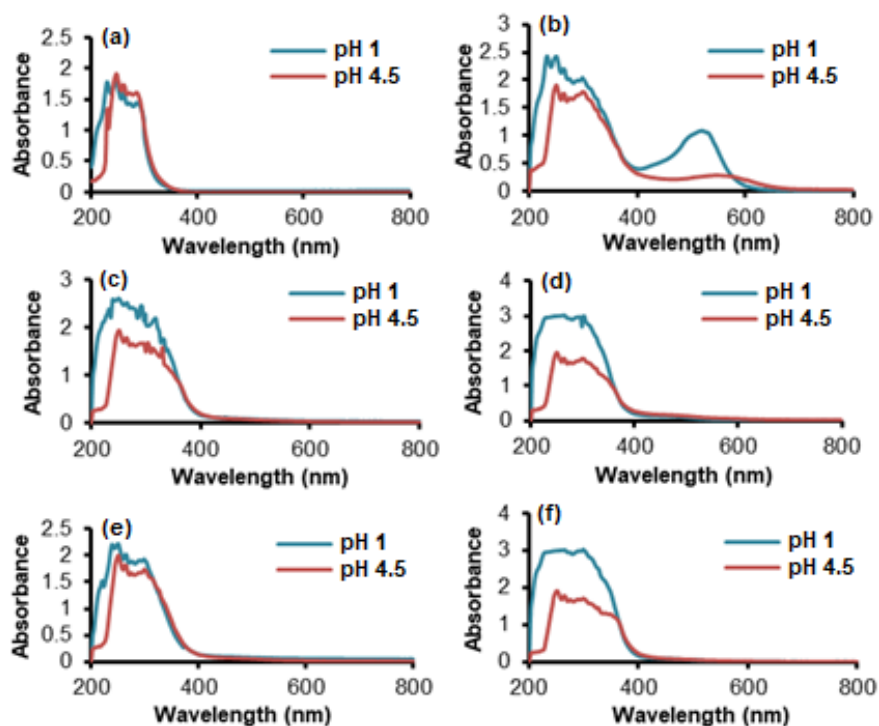 (a)
pH 1
pH 4.5
2.5
2
1.5
1
0.5
0
Absorbance
200 400 600 800
Wavelength (nm)
(b)
pH 1
pH 4.5
3
2.5
2
1.5
1
0.5
0
Absorbance
200 400 600 800
Wavelength (nm)
(c)
pH 1
pH 4.5
3
2
1
0
Absorbance
200 400 600 800
Wavelength (nm)
(d)
pH 1
pH 4.5
4
3
2
1
0
Absorbance
200 400 600 800
Wavelength (nm)
(e)
pH 1
pH 4.5
2.5
2
1.5
1
0.5
0
Absorbance
200 400 600 800
Wavelength (nm)
(f)
pH 1
pH 4.5
4
3
2
1
0
Absorbance
200 400 600 800
Wavelength (nm)